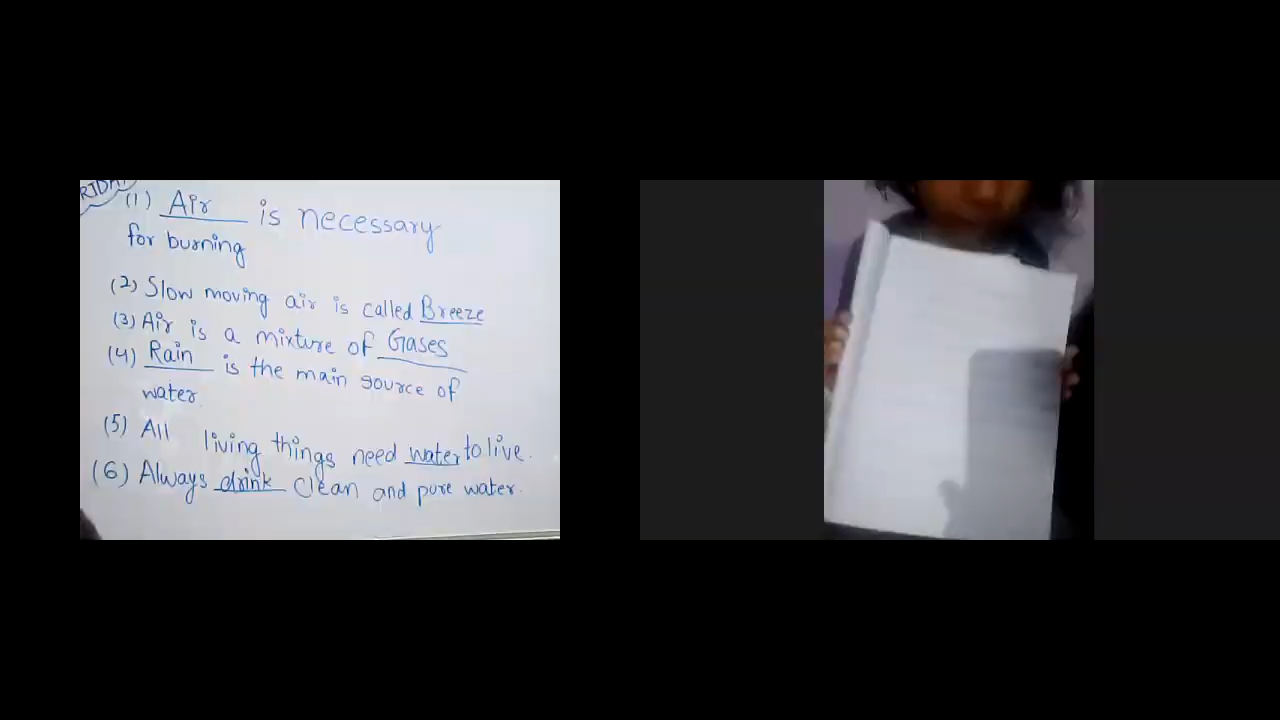 (1) Air is necessary
for burning
(2) Slow moving air is called Breeze
(3) Air is a mixture of Gases
(4) Rain is the main source of
water.
(5) All living things need water to live.
(6) Always drink clean and pure water.